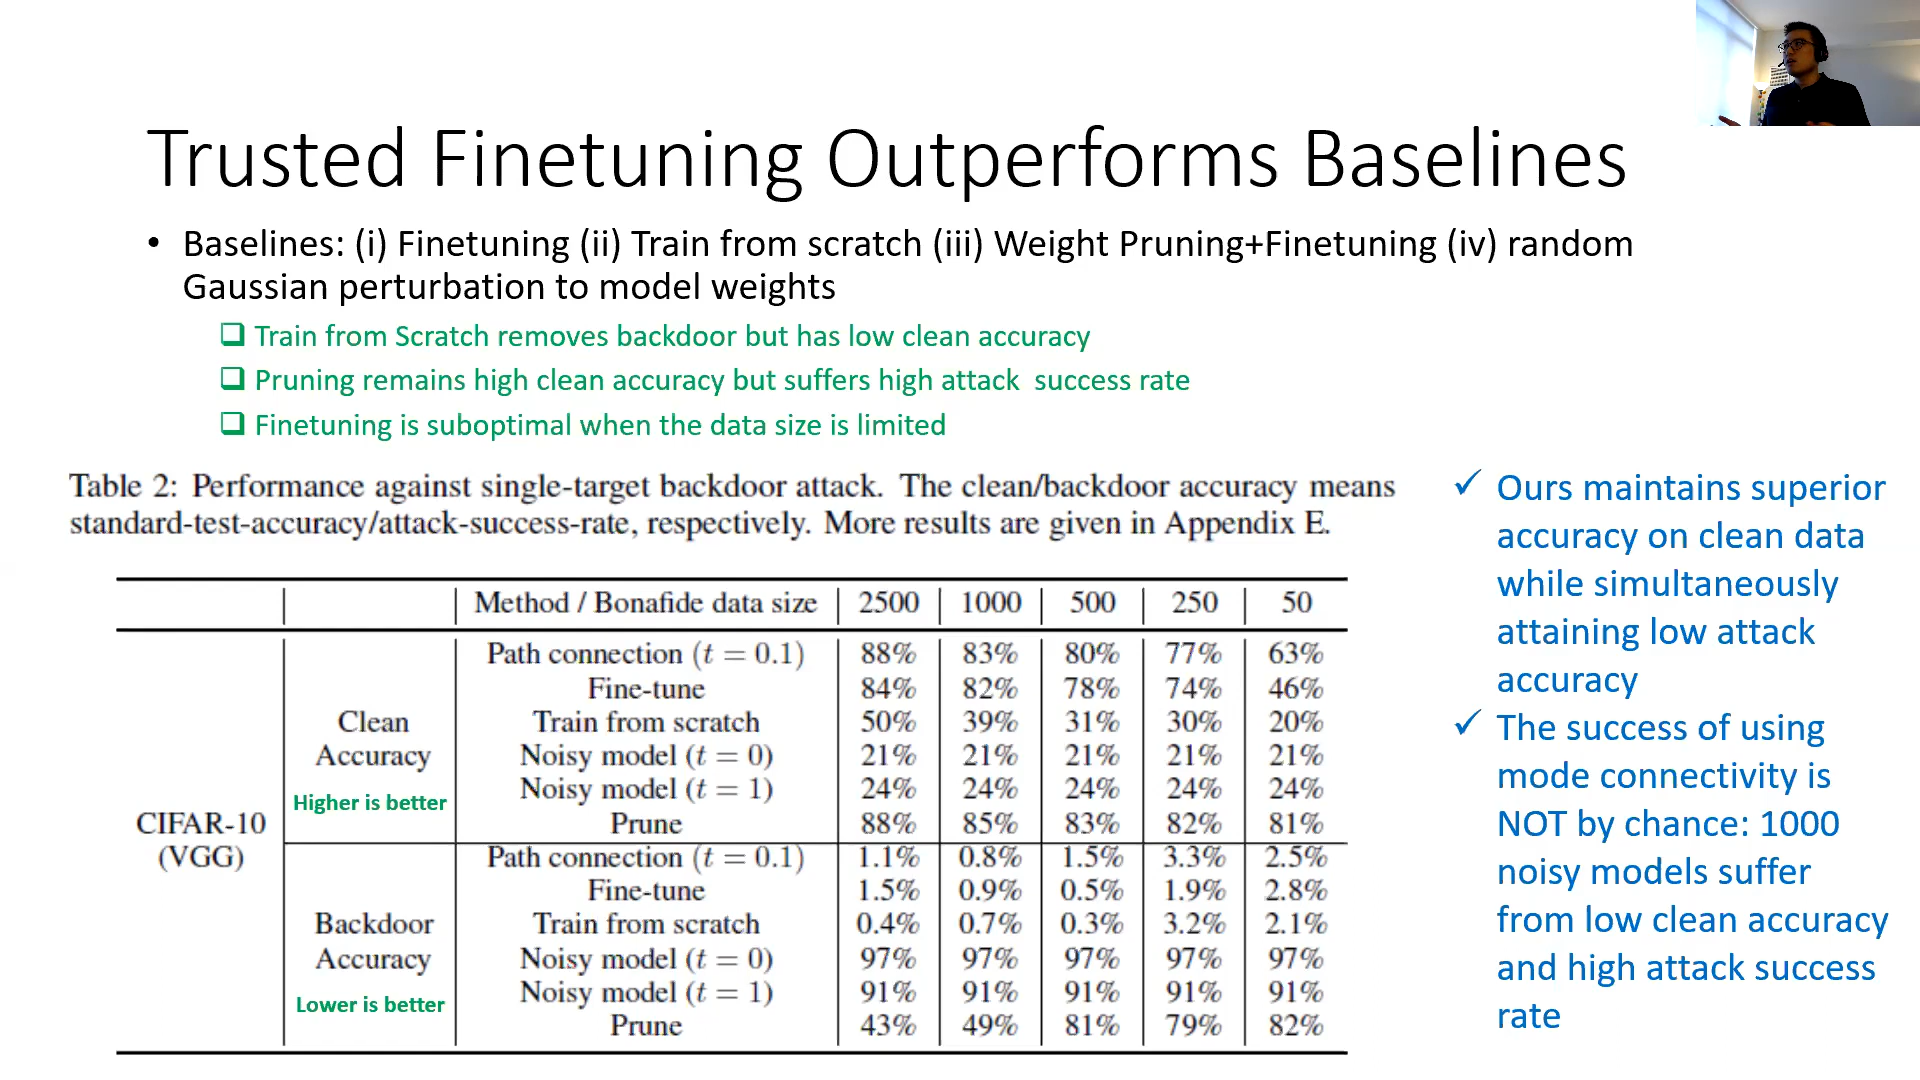 Trusted Finetuning Outperforms Baselines
• Baselines: (i) Finetuning (ii) Train from scratch (iii) Weight Pruning+Finetuning (iv) random
Gaussian perturbation to model weights
❑ Train from Scratch removes backdoor but has low clean accuracy
❑ Pruning remains high clean accuracy but suffers high attack success rate
❑ Finetuning is suboptimal when the data size is limited
Table 2: Performance against single-target backdoor attack. The clean/backdoor accuracy means
standard-test-accuracy/attack-success-rate, respectively. More results are given in Appendix E.
Method / Bonafide data size 2500 1000 500 250 50
CIFAR-10
(VGG)
Clean
Accuracy
Higher is better
Path connection (t = 0.1) 88% 83% 80% 77% 63%
Fine-tune 84% 82% 78% 74% 46%
Train from scratch 50% 39% 31% 30% 20%
Noisy model (t = 0) 21% 21% 21% 21% 21%
Noisy model (t = 1) 24% 24% 24% 24% 24%
Prune 88% 85% 83% 82% 81%
Backdoor
Accuracy
Lower is better
Path connection (t = 0.1) 1.1% 0.8% 1.5% 3.3% 2.5%
Fine-tune 1.5% 0.9% 0.5% 1.9% 2.8%
Train from scratch 0.4% 0.7% 0.3% 3.2% 2.1%
Noisy model (t = 0) 97% 97% 97% 97% 97%
Noisy model (t = 1) 91% 91% 91% 91% 91%
Prune 43% 49% 81% 79% 82%
✓ Ours maintains superior
accuracy on clean data
while simultaneously
attaining low attack
accuracy
✓ The success of using
mode connectivity is
NOT by chance: 1000
noisy models suffer
from low clean accuracy
and high attack success
rate